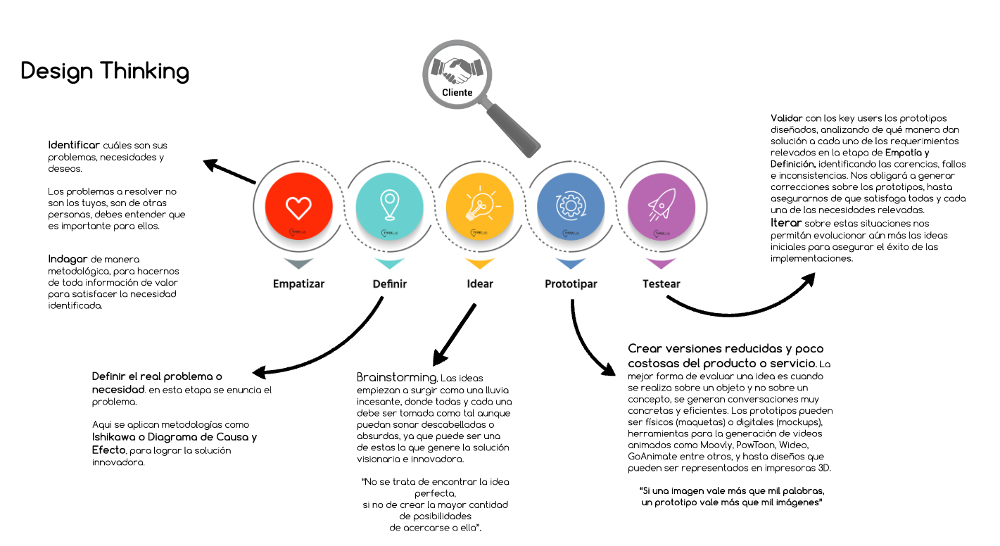 Design Thinking
Cliente
Identificar cuáles son sus
problemas, necesidades y
deseos.
Los problemas a resolver no
son los tuyos, son de otras
personas, debes entender que
es importante para ellos.
Indagar de manera
metodológica, para hacernos
de toda información de valor
para satisfacer la necesidad
identificada.
Validar con los key users los prototipos
diseñados, analizando de qué manera dan
solución a cada uno de los requerimientos
relevados en la etapa de Empatía y
Definición, identificando las carencias, fallos
e inconsistencias. Nos obligará a generar
correcciones sobre los prototipos, hasta
asegurarnos de que satisfaga todas y cada
una de las necesidades relevadas.
Iterar sobre estas situaciones nos
permitán evolucionar aún más las ideas
iniciales para asegurar el éxito de las
implementaciones.
Empatizar
Definir
Idear
Prototipar
Testear
Definir el real problema o
necesidad. en esta etapa se enuncia el
problema.
Aqui se aplican metodologías como
Ishikawa o Diagrama de Causa y
Efecto, para lograr la solución
innovadora.
Brainstorming, Las ideas
empiezan a surgir como una lluvia
incesante, donde todas y cada una
debe ser tomada como tal aunque
puedan sonar descabelladas o
absurdas, ya que puede ser una
de estas la que genere la solución
visionaria e innovadora.
“No se trata de encontrar la idea
perfecta,
si no de crear la mayor cantidad
de posibilidades
de acercarse a ella”.
Crear versiones reducidas y poco
costosas del producto o servicio. La
mejor forma de evaluar una idea es cuando
se realiza sobre un objeto y no sobre un
concepto, se generan conversaciones muy
concretas y eficientes. Los prototipos pueden
ser físicos (maquetas) o digitales (mockups),
herramientas para la generación de videos
animados como Moovly, PowToon, Wideo,
GoAnimate entre otros, y hasta diseños que
pueden ser representados en impresoras 3D.
“Si una imagen vale más que mil palabras,
un prototipo vale más que mil imágenes”